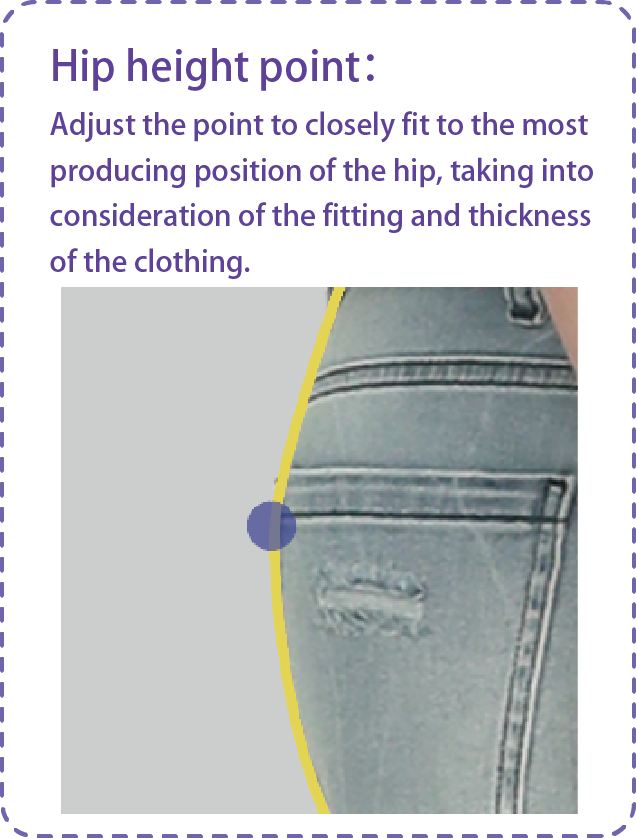 Hip height point:
Adjust the point to closely fit to the most
producing position of the hip, taking into
consideration of the fitting and thickness
of the clothing.